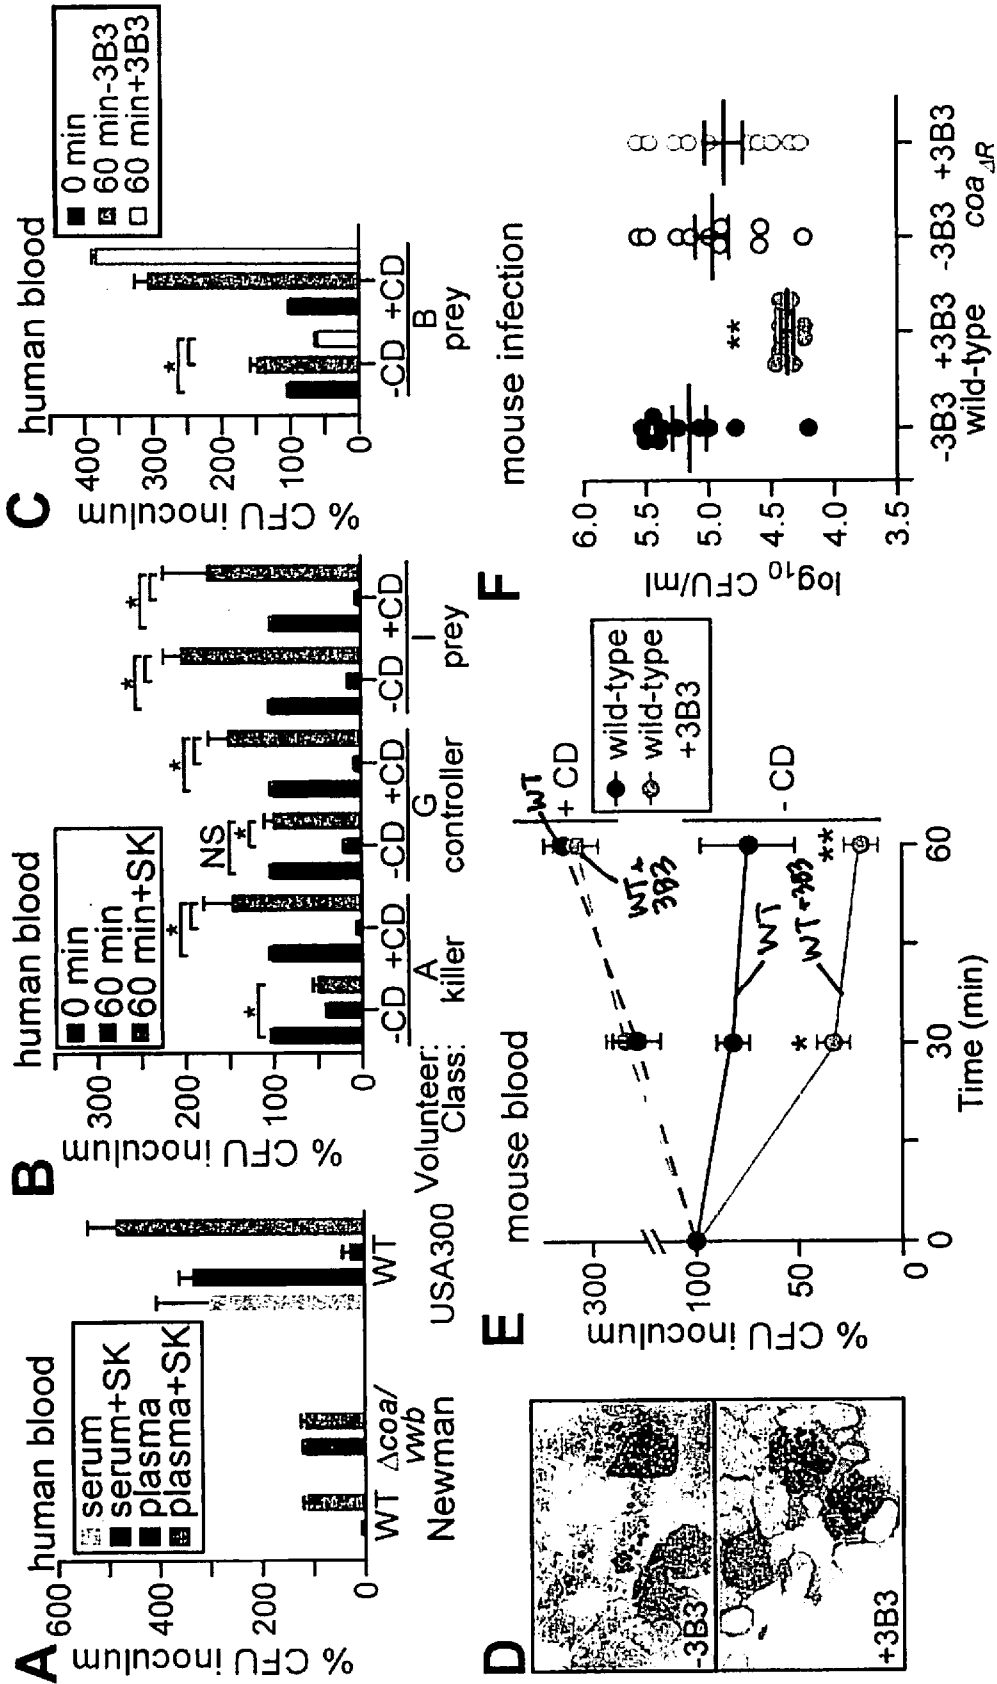 A
human blood
% CFU inoculum
600
400
200
0
serum
serum+SK
plasma
plasma+SK
WT
Δcoa/
vwb
Newman
WT
USA300
B
human blood
% CFU inoculum
300
200
100
0
0 min
60 min
60 min+SK
* * * NS * * * * *
-CD +CD -CD +CD -CD +CD
Volunteer: A G I
Class: killer controller prey
C
human blood
% CFU inoculum
400
300
200
100
0
0 min
60 min-3B3
60 min+3B3
*
-CD +CD
B
prey
D
-3B3
+3B3
E
mouse blood
% CFU inoculum
300
100
50
0
0 30 60
Time (min)
WT
WT+
3B3
WT
WT+3B3
*
**
+ CD
- CD
wild-type
wild-type
+3B3
F
mouse infection
log10 CFU/ml
6.0
5.5
5.0
4.5
4.0
3.5
**
-3B3 +3B3 -3B3 +3B3
wild-type coaΔR